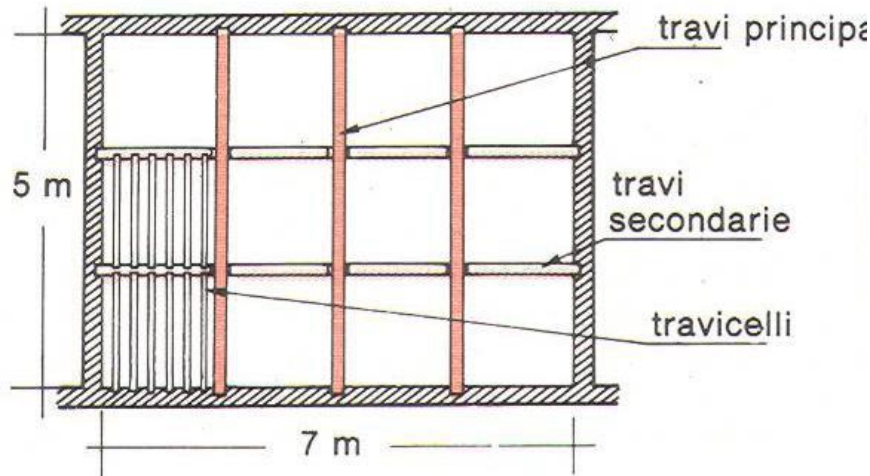 travi principa
5 m
travi
secondarie
travicelli
7 m